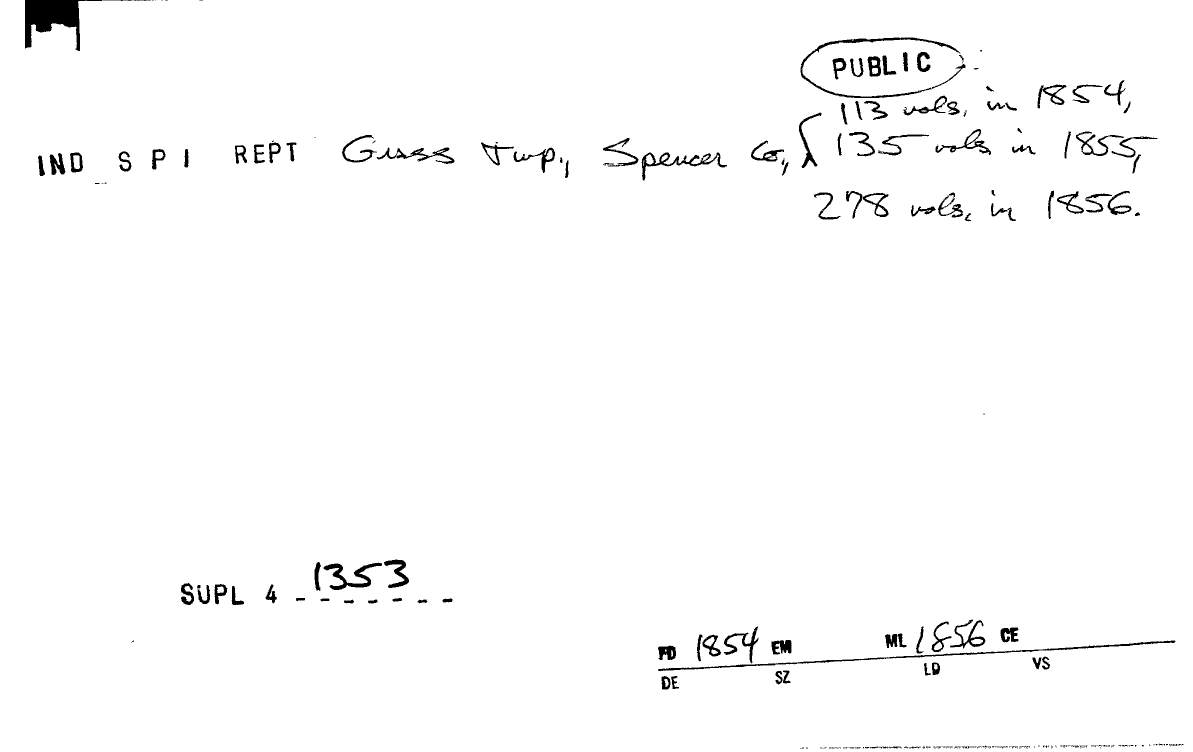 PUBLIC
113 vols. in 1854,
IND S P I REPT Grass Twp., Spencer Co., 135 vols in 1855,
278 vols. in 1856.
SUPL 4 1353
FD 1854 EM ML 1856 CE
DE SZ LD VS